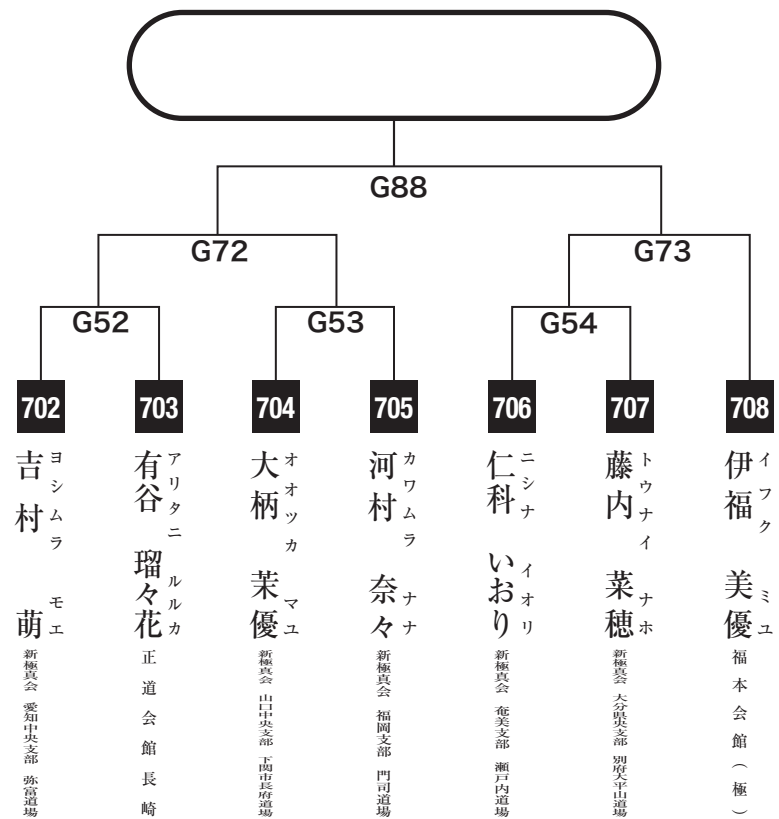 G88
G72
G73
G52
G53
G54
702
703
704
705
706
707
708
吉村 萌
ヨシムラ モエ
新極真会 愛知中央支部 弥富道場
有谷 瑠々花
アリタニ ルルカ
正道会館長崎
大柄 茉優
オオツカ マユ
新極真会 山口中央支部 下関市長府道場
河村 奈々
カワムラ ナナ
新極真会 福岡支部 門司道場
仁科 いおり
ニシナ イオリ
新極真会 奄美支部 瀬戸内道場
藤内 菜穂
トウナイ ナホ
新極真会 大分県央支部 別府大平山道場
伊福 美優
イフク ミユ
福本会館(極)